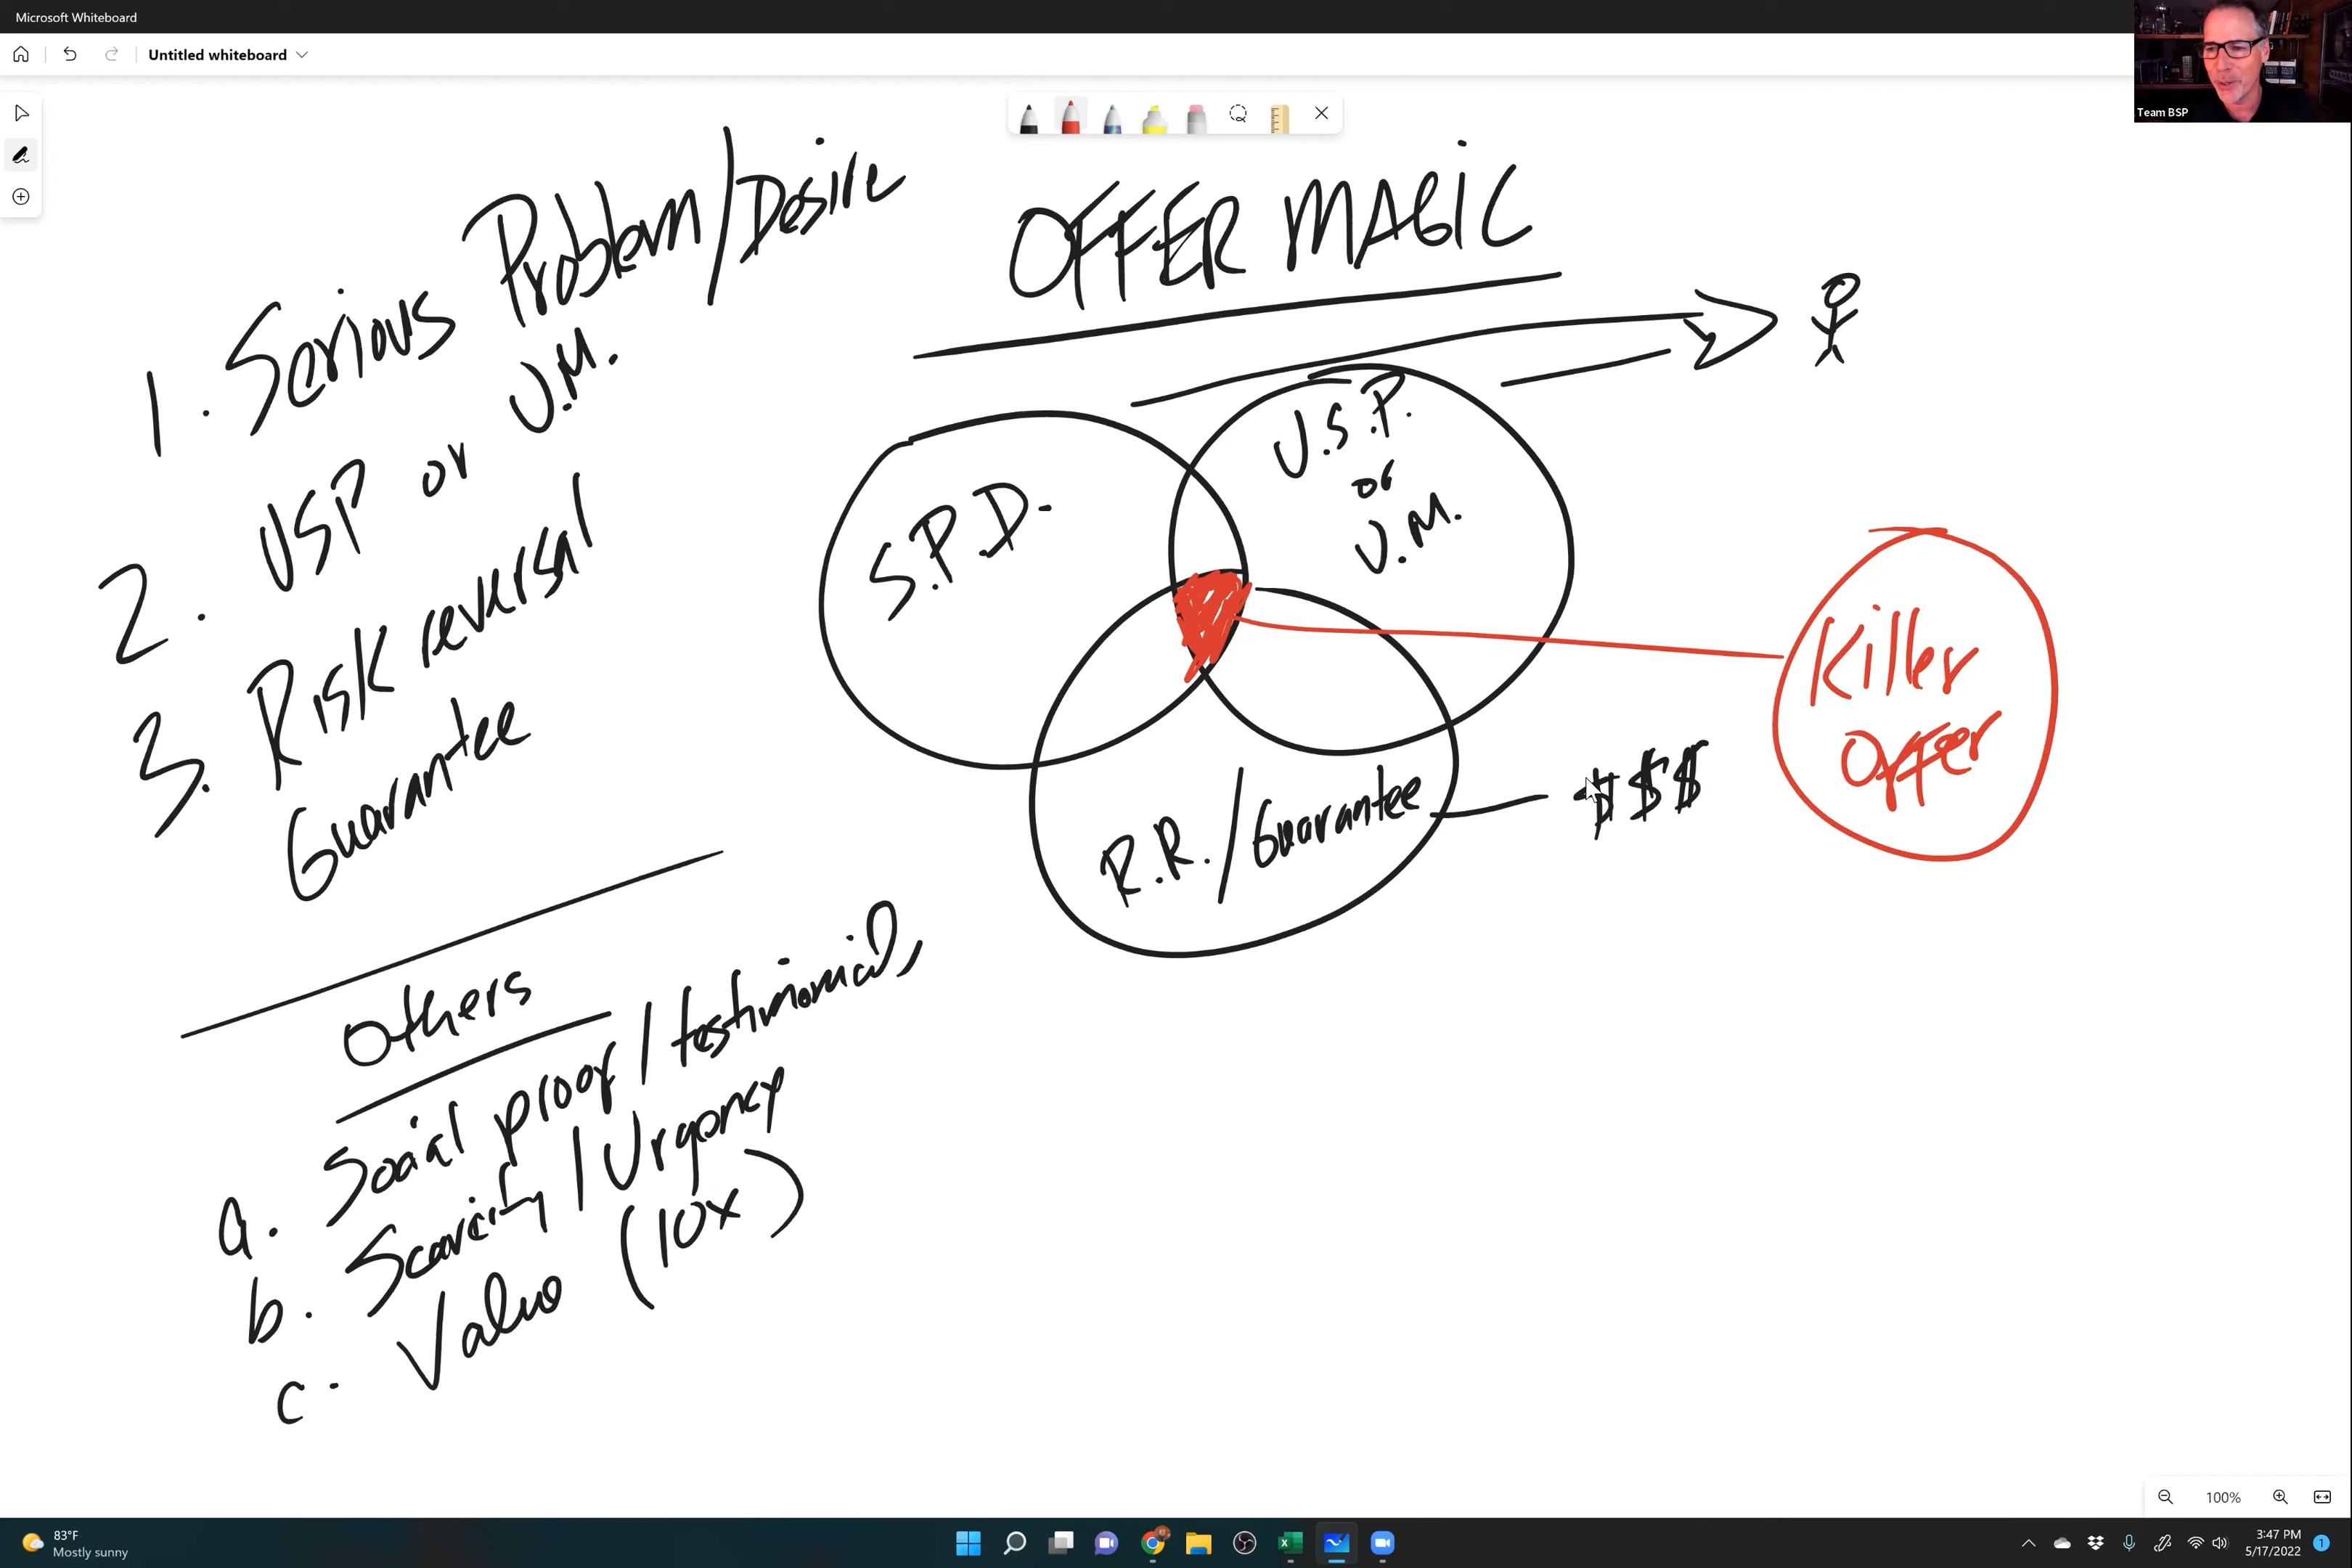 Microsoft Whiteboard
Untitled whiteboard
Team BSP
OFFER MAGIC
1. Serious Problem/Desire
2. USP or U.M.
3. Risk reversal
Guarantee
Others
a. Social proof / testimonials
b. Scarcity / Urgency
c. Value (10x)
S.P.D.
U.S.P.
or
U.M.
R.R./Guarantee
$$$
Killer
Offer
100%
83°F
Mostly sunny
3:47 PM
5/17/2022
1